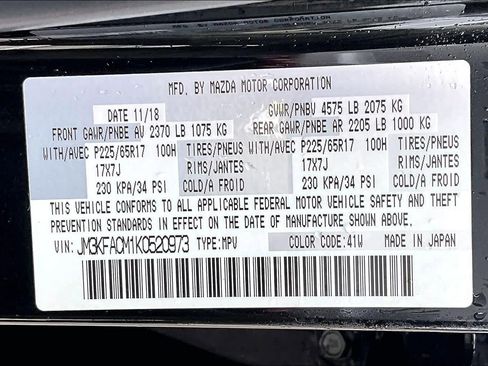 MFD. BY MAZDA MOTOR CORPORATION
DATE 11/18 GVWR/PNBV 4575 LB 2075 KG
FRONT GAWR/PNBE AV 2370 LB 1075 KG REAR GAWR/PNBE AR 2205 LB 1000 KG
WITH/AVEC P225/65R17 100H TIRES/PNEUS WITH/AVEC P225/65R17 100H TIRES/PNEUS
17X7J RIMS/JANTES 17X7J RIMS/JANTES
230 KPA/34 PSI COLD/A FROID 230 KPA/34 PSI COLD/A FROID
THIS VEHICLE CONFORMS TO ALL APPLICABLE FEDERAL MOTOR VEHICLE SAFETY AND THEFT
PREVENTION STANDARDS IN EFFECT ON THE DATE OF MANUFACTURE SHOWN ABOVE.
VIN: JM3KFACM1K0520973 TYPE: MPV COLOR CODE: 41W MADE IN JAPAN